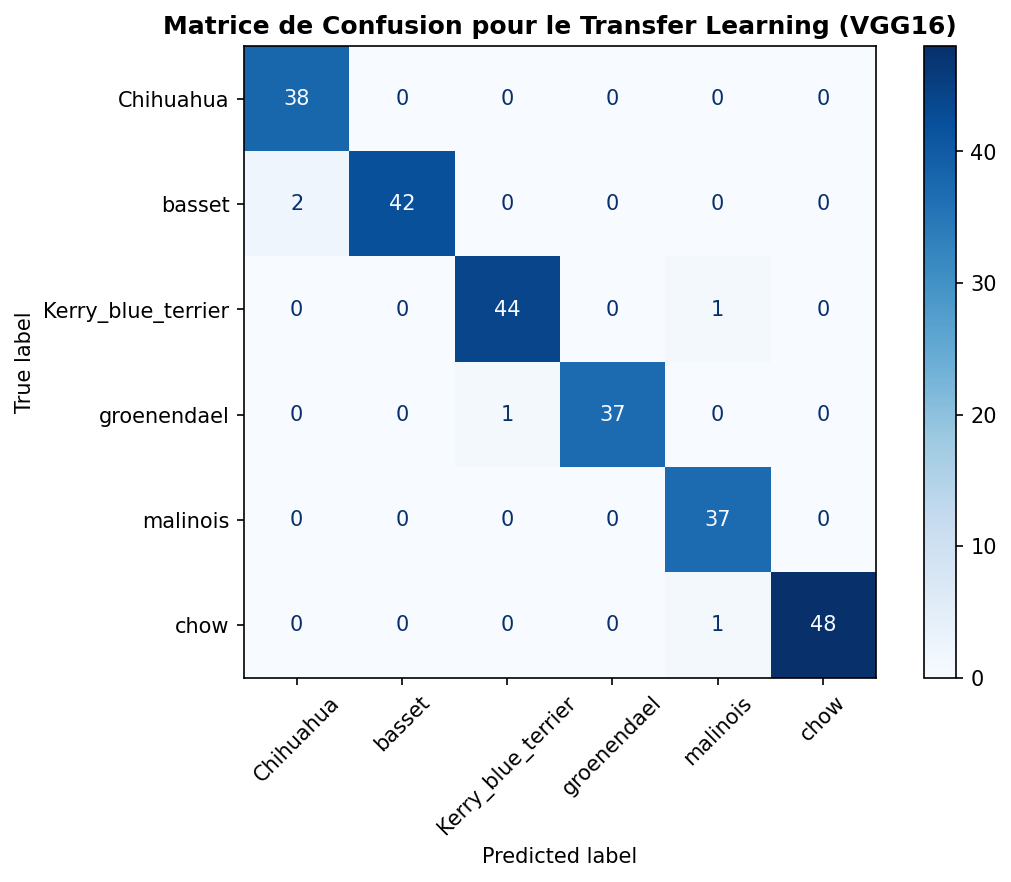 Matrice de Confusion pour le Transfer Learning (VGG16)
True label
Chihuahua 38 0 0 0 0 0
basset 2 42 0 0 0 0
Kerry_blue_terrier 0 0 44 0 1 0
groenendael 0 0 1 37 0 0
malinois 0 0 0 0 37 0
chow 0 0 0 0 1 48
Chihuahua basset Kerry_blue_terrier groenendael malinois chow
Predicted label
40
30
20
10
0